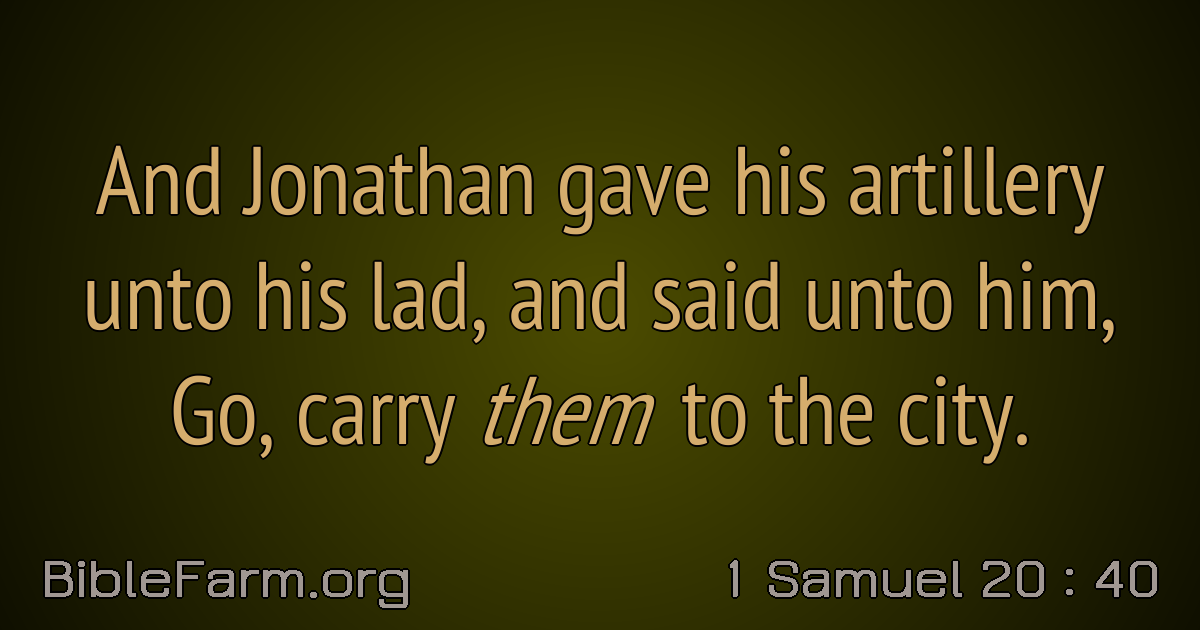 And Jonathan gave his artillery
unto his lad, and said unto him,
Go, carry them to the city.
BibleFarm.org
1 Samuel 20 : 40